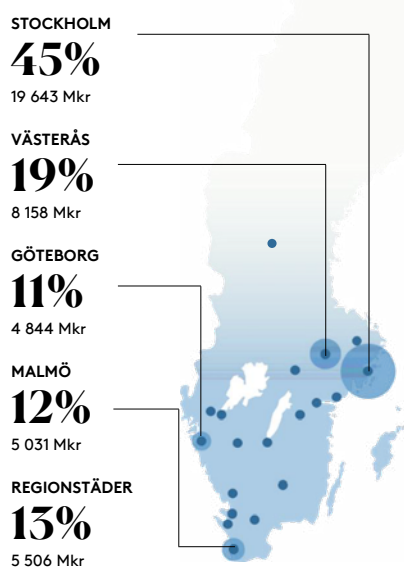 STOCKHOLM
45%
19 643 Mkr
VÄSTERÅS
19%
8 158 Mkr
GÖTEBORG
11%
4 844 Mkr
MALMÖ
12%
5 031 Mkr
REGIONSTÄDER
13%
5 506 Mkr